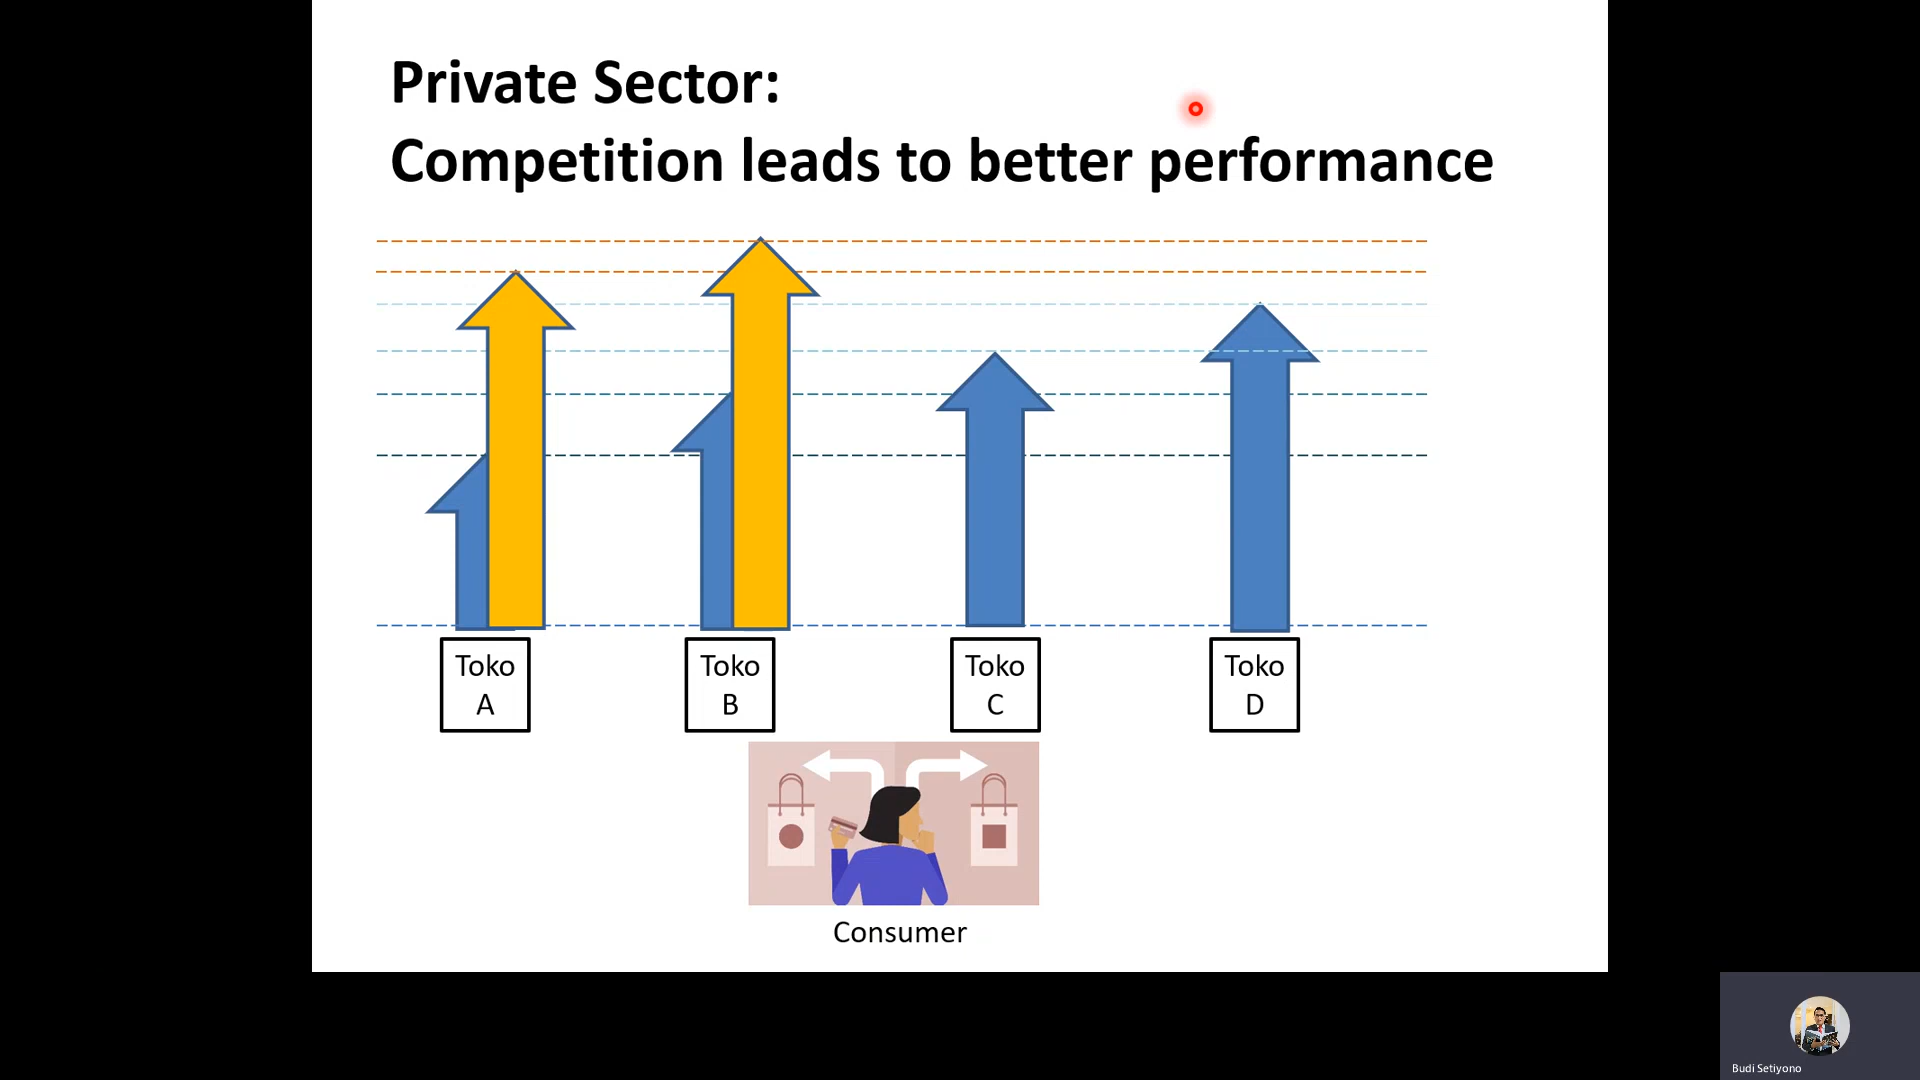 Private Sector:
Competition leads to better performance
Toko
A
Toko
B
Toko
C
Toko
D
Consumer
Budi Setiyono